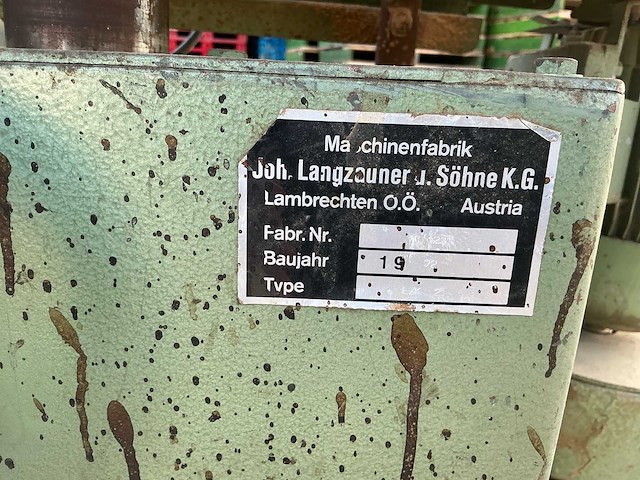 Maschinenfabrik
Joh. Langzauner u. Söhne K.G.
Lambrechten O.Ö. Austria
Fabr. Nr.
Baujahr 19
Type